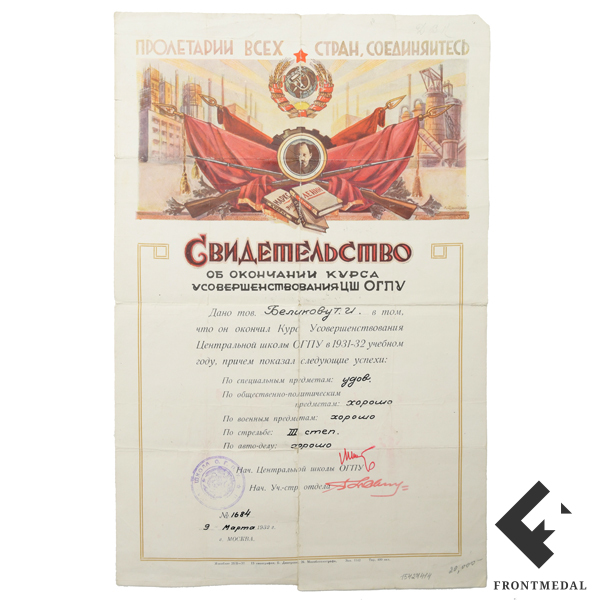 ПРОЛЕТАРИИ ВСЕХ СТРАН, СОЕДИНЯЙТЕСЬ
ЛЕНИН
СВИДЕТЕЛЬСТВО
ОБ ОКОНЧАНИИ КУРСА
УСОВЕРШЕНСТВОВАНИЯ ЦШ ОГПУ
Дано тов. Беликову Т. И. в том,
что он окончил Курс Усовершенствования
Центральной школы ОГПУ в 1931-32 учебном
году, причем показал следующие успехи:
По специальным предметам: удов.
По общественно-политическим
предметам: хорошо
По военным предметам: хорошо
По стрельбе: III степ.
По авто-делу: хорошо
Нач. Центральной школы ОГПУ
Нач. Уч.-стр. отдела
№ 1684
9 Марта 1932 г.
г. МОСКВА.
20,000
FRONTMEDAL